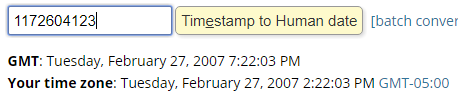 1172604123 Timestamp to Human date [batch conver
GMT: Tuesday, February 27, 2007 7:22:03 PM
Your time zone: Tuesday, February 27, 2007 2:22:03 PM GMT-05:00